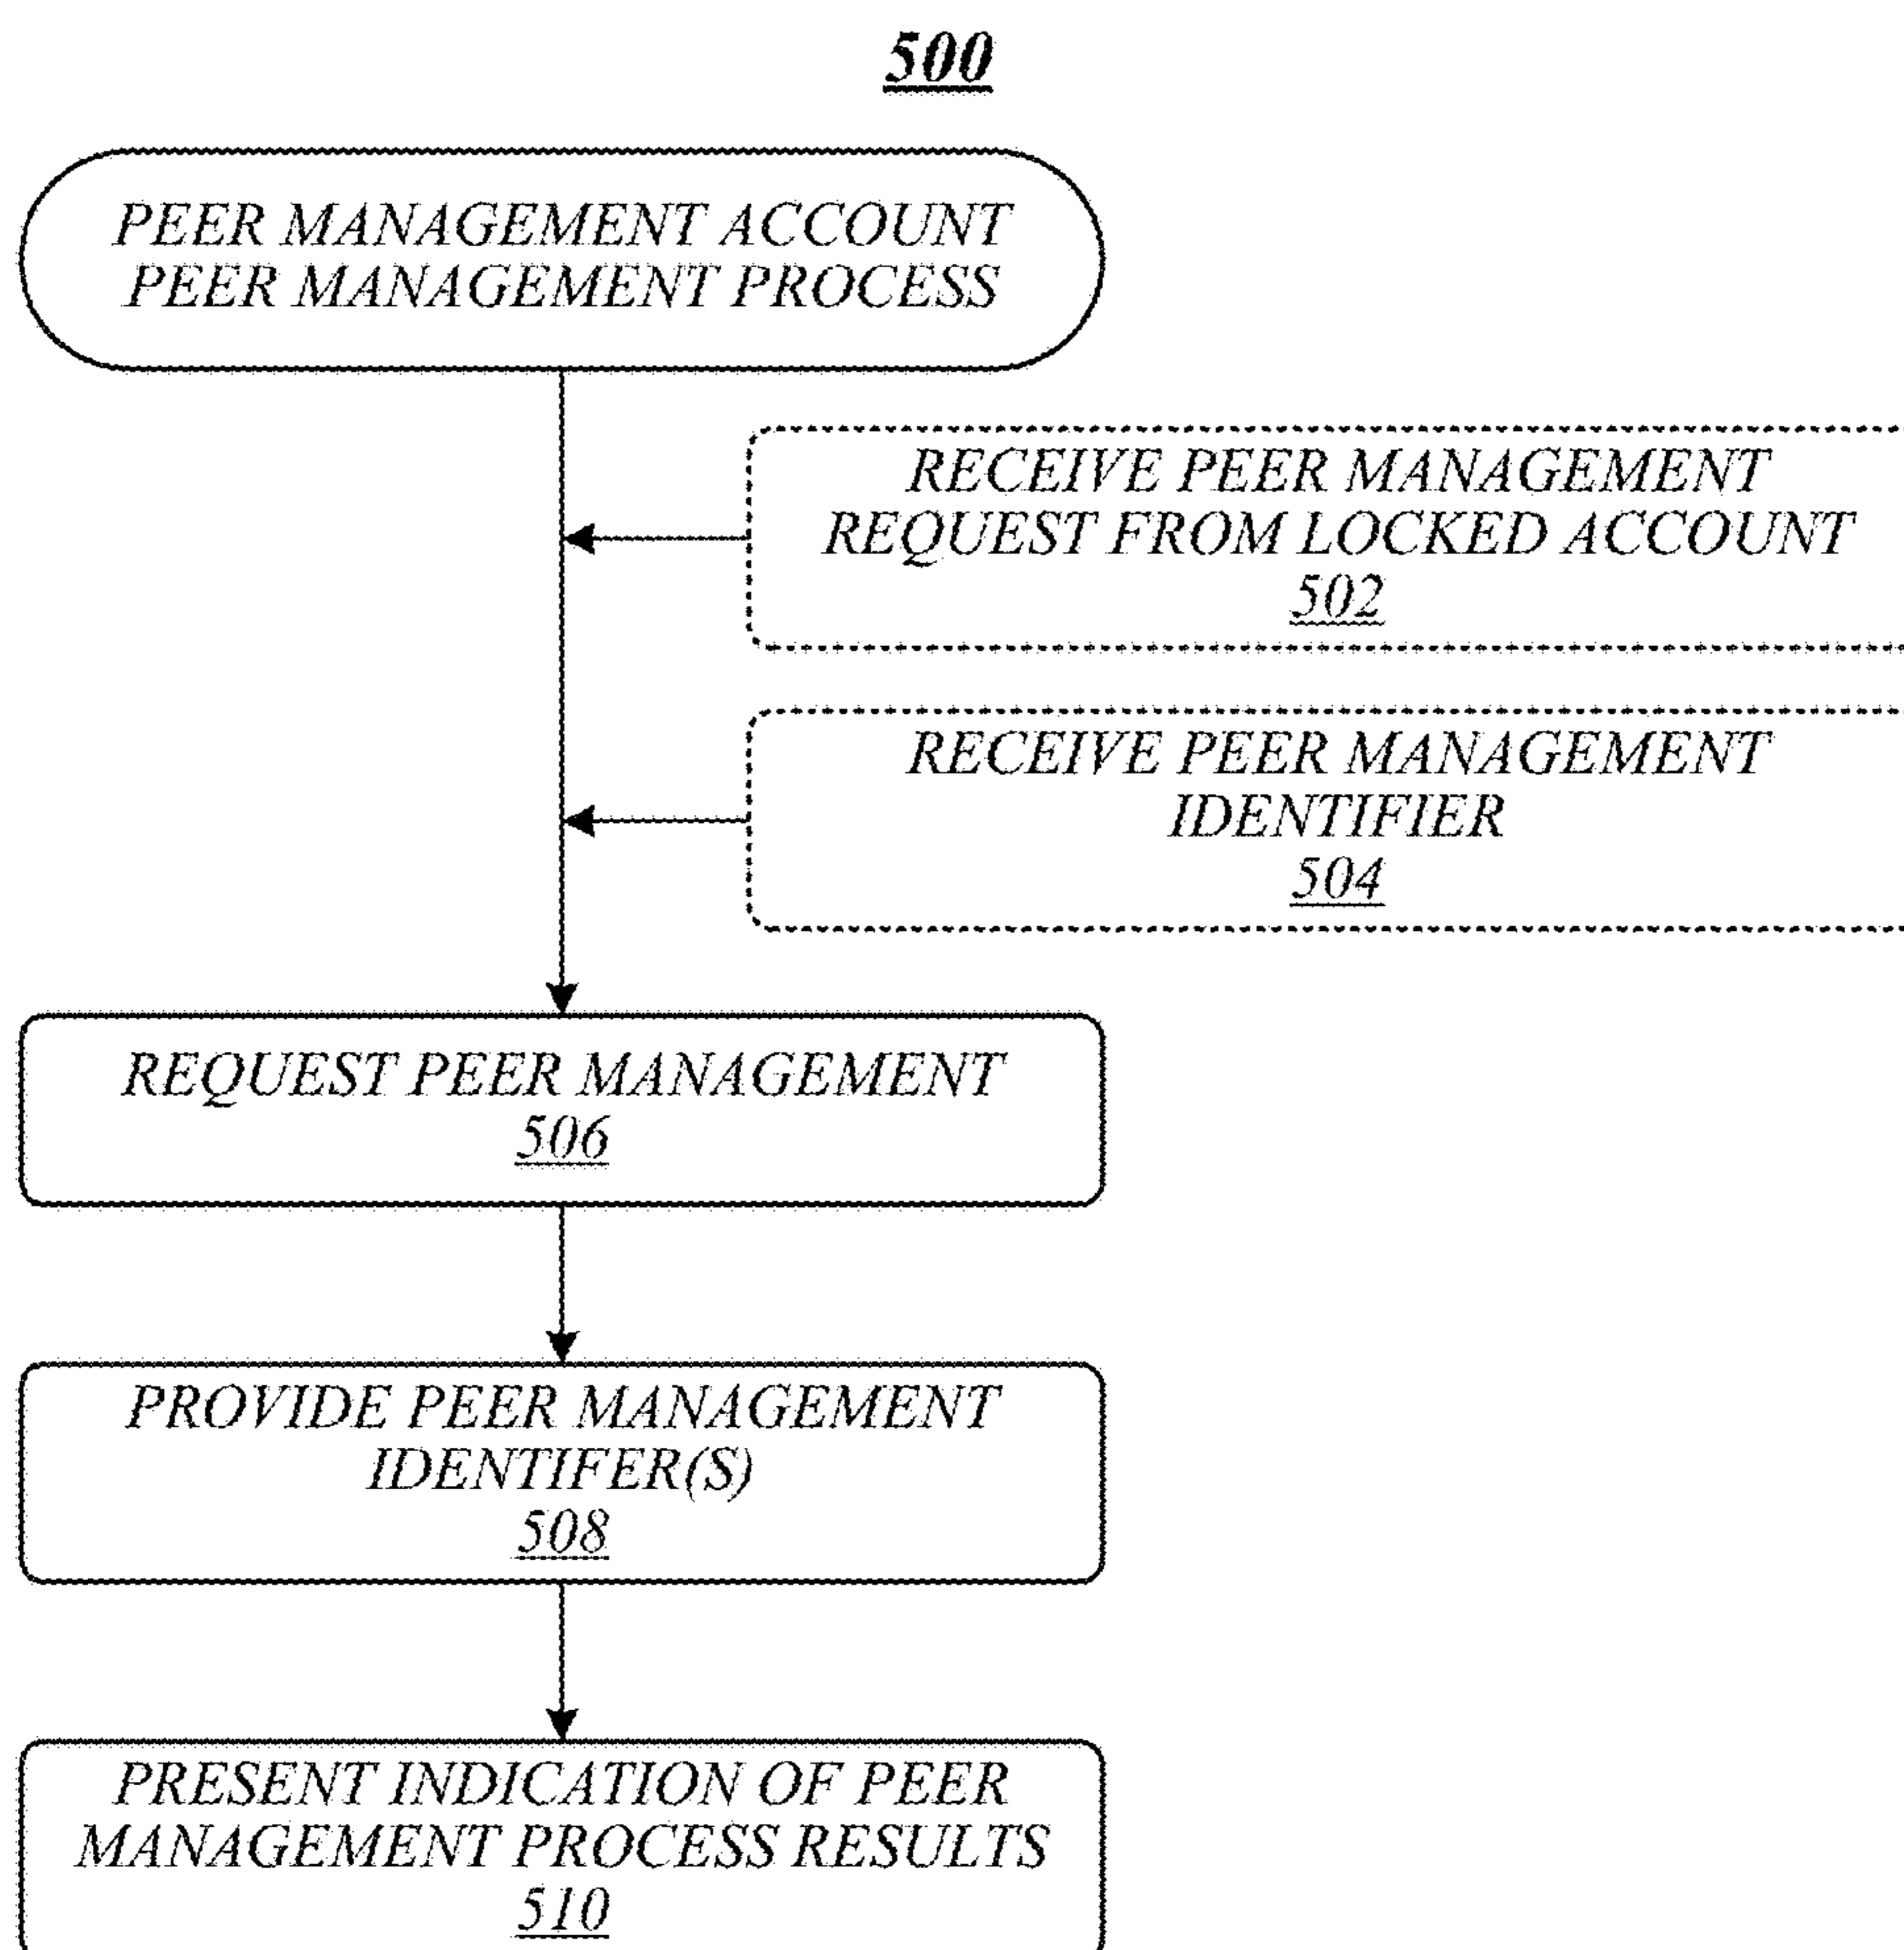 500
PEER MANAGEMENT ACCOUNT
PEER MANAGEMENT PROCESS
RECEIVE PEER MANAGEMENT
REQUEST FROM LOCKED ACCOUNT
502
RECEIVE PEER MANAGEMENT
IDENTIFIER
504
REQUEST PEER MANAGEMENT
506
PROVIDE PEER MANAGEMENT
IDENTIFER(S)
508
PRESENT INDICATION OF PEER
MANAGEMENT PROCESS RESULTS
510